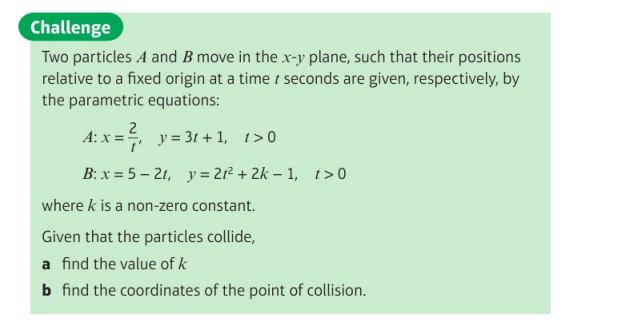 Challenge
Two particles A and B move in the x-y plane, such that their positions
relative to a fixed origin at a time t seconds are given, respectively, by
the parametric equations:
A: x = 2/t, y = 3t + 1, t > 0
B: x = 5 – 2t, y = 2t² + 2k – 1, t > 0
where k is a non-zero constant.
Given that the particles collide,
a find the value of k
b find the coordinates of the point of collision.